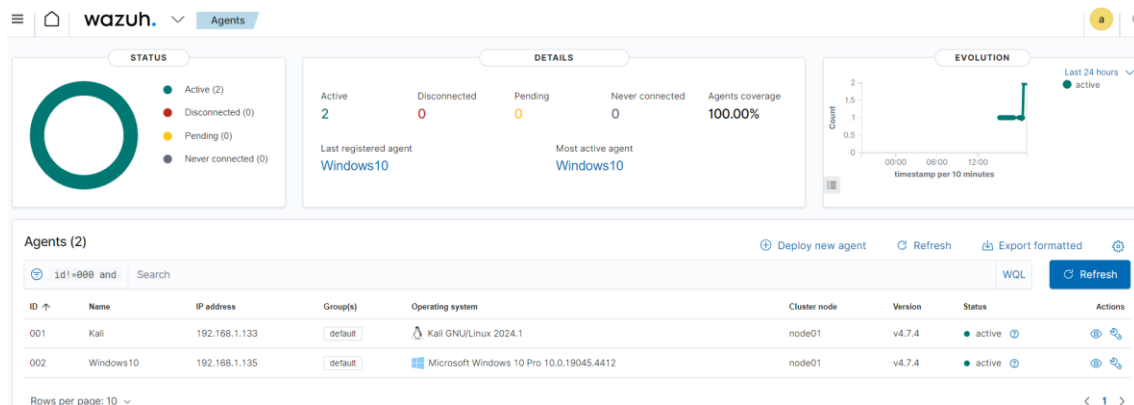 wazuh. Agents a
STATUS
Active (2)
Disconnected (0)
Pending (0)
Never connected (0)
DETAILS
Active Disconnected Pending Never connected Agents coverage
2 0 0 0 100.00%
Last registered agent Most active agent
Windows10 Windows10
EVOLUTION
Last 24 hours
active
Count
2
1.5
1
0.5
0
00:00 06:00 12:00
timestamp per 10 minutes
Agents (2) Deploy new agent Refresh Export formatted
id!=000 and Search WQL Refresh
ID Name IP address Group(s) Operating system Cluster node Version Status Actions
001 Kali 192.168.1.133 default Kali GNU/Linux 2024.1 node01 v4.7.4 active
002 Windows10 192.168.1.135 default Microsoft Windows 10 Pro 10.0.19045.4412 node01 v4.7.4 active
Rows per page: 10 < 1 >